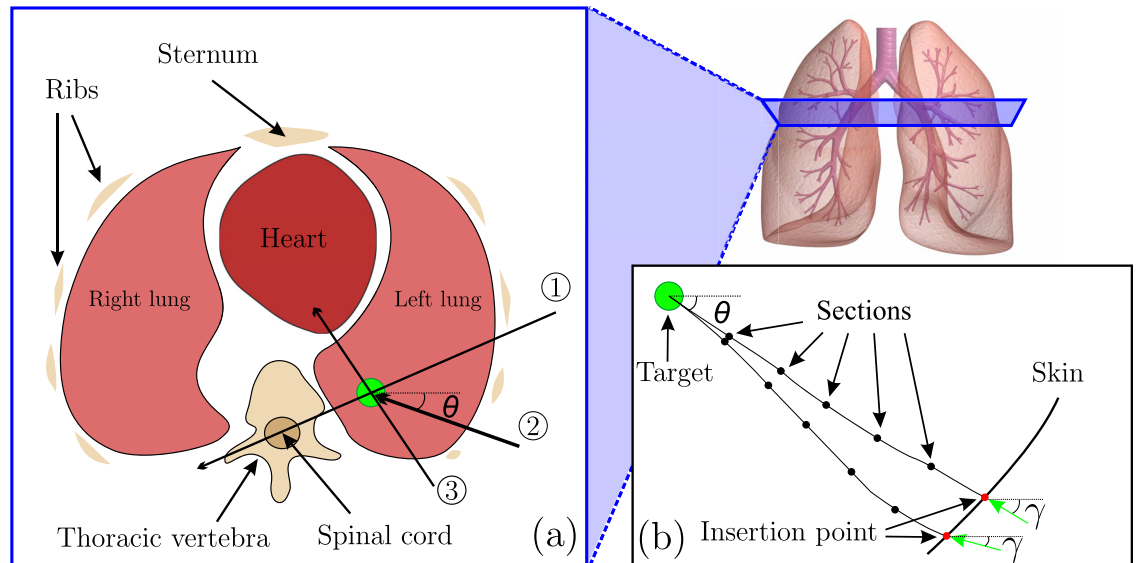 Sternum
Ribs
Heart
Right lung
Left lung
①
θ
②
③
Thoracic vertebra
Spinal cord
(a)
θ
Sections
Target
Skin
Insertion point
γ
γ
(b)